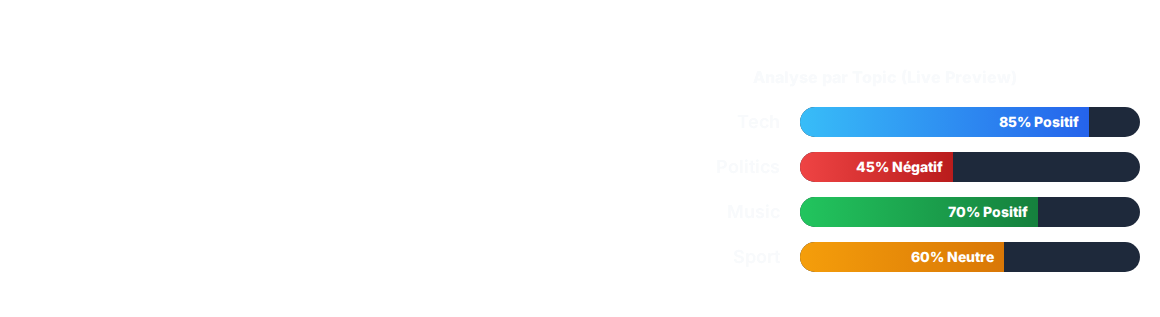 Analyse par Topic (Live Preview)
Tech 85% Positif
Politics 45% Négatif
Music 70% Positif
Sport 60% Neutre